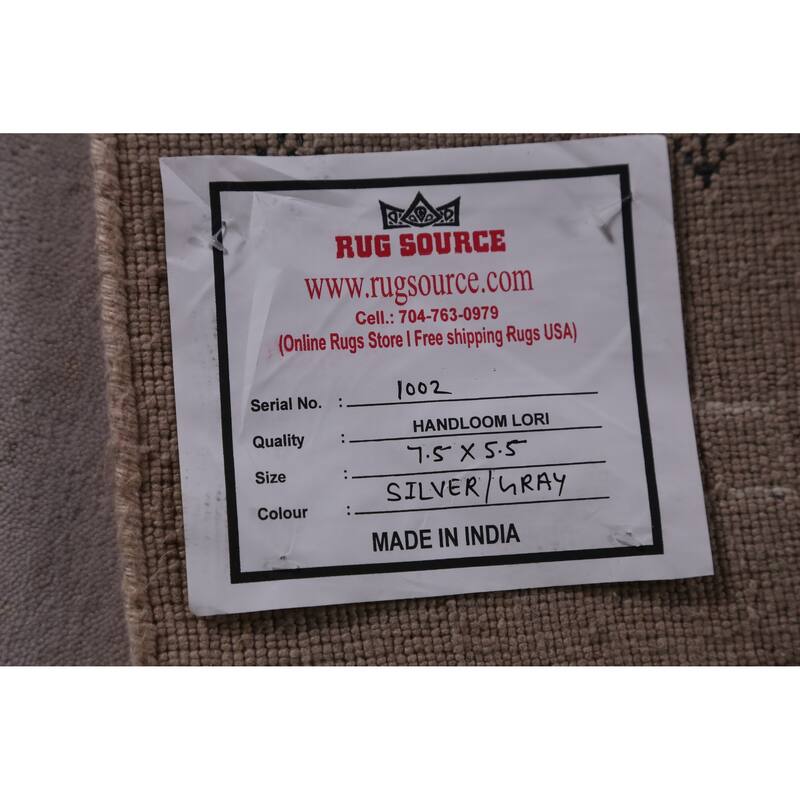 RUG SOURCE
www.rugsource.com
Cell.: 704-763-0979
(Online Rugs Store I Free shipping Rugs USA)
Serial No. : 1002
Quality : HANDLOOM LORI
Size : 7.5 X 5.5
Colour : SILVER/GRAY
MADE IN INDIA